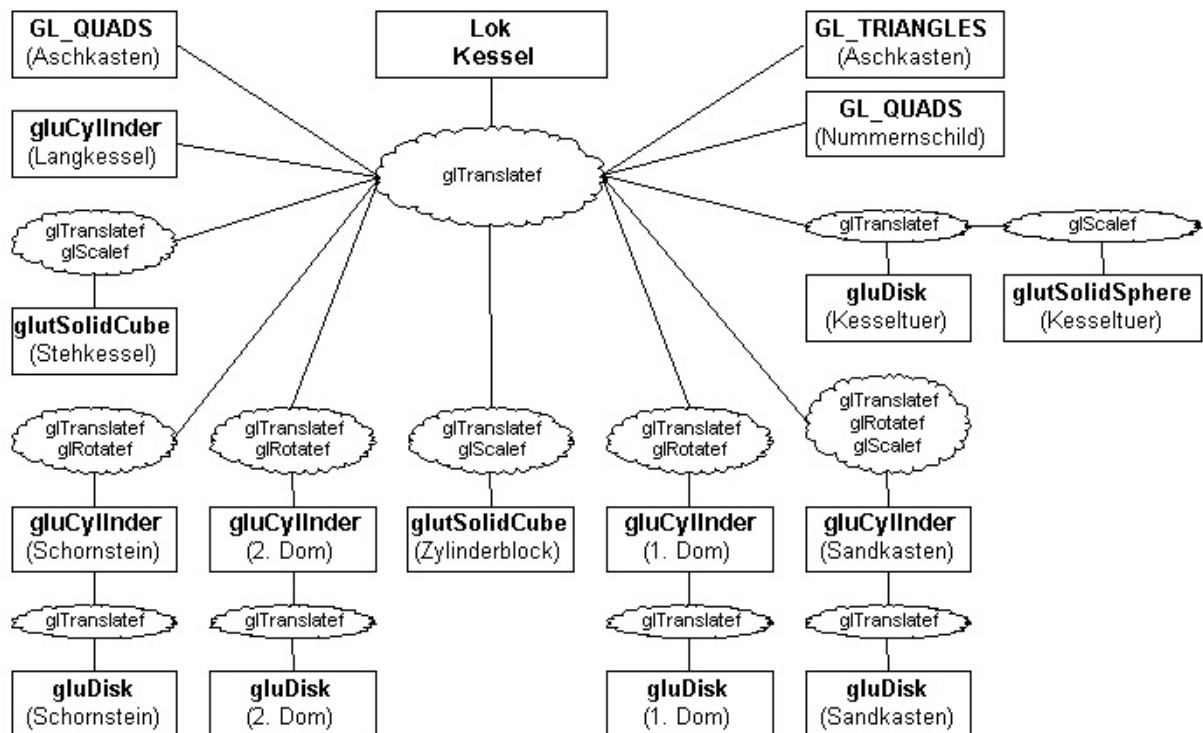 GL_QUADS
(Aschkasten)
Lok
Kessel
GL_TRIANGLES
(Aschkasten)
gluCylInder
(Langkessel)
glTranslatef
GL_QUADS
(Nummernschild)
glTranslatef
glScalef
glTranslatef
glScalef
glutSolidCube
(Stehkessel)
gluDisk
(Kesseltuer)
glutSolidSphere
(Kesseltuer)
glTranslatef
glRotatef
glTranslatef
glRotatef
glTranslatef
glScalef
glTranslatef
glRotatef
glTranslatef
glRotatef
glScalef
gluCylInder
(Schornstein)
gluCylInder
(2. Dom)
glutSolidCube
(Zylinderblock)
gluCylInder
(1. Dom)
gluCylInder
(Sandkasten)
glTranslatef
glTranslatef
glTranslatef
glTranslatef
gluDisk
(Schornstein)
gluDisk
(2. Dom)
gluDisk
(1. Dom)
gluDisk
(Sandkasten)